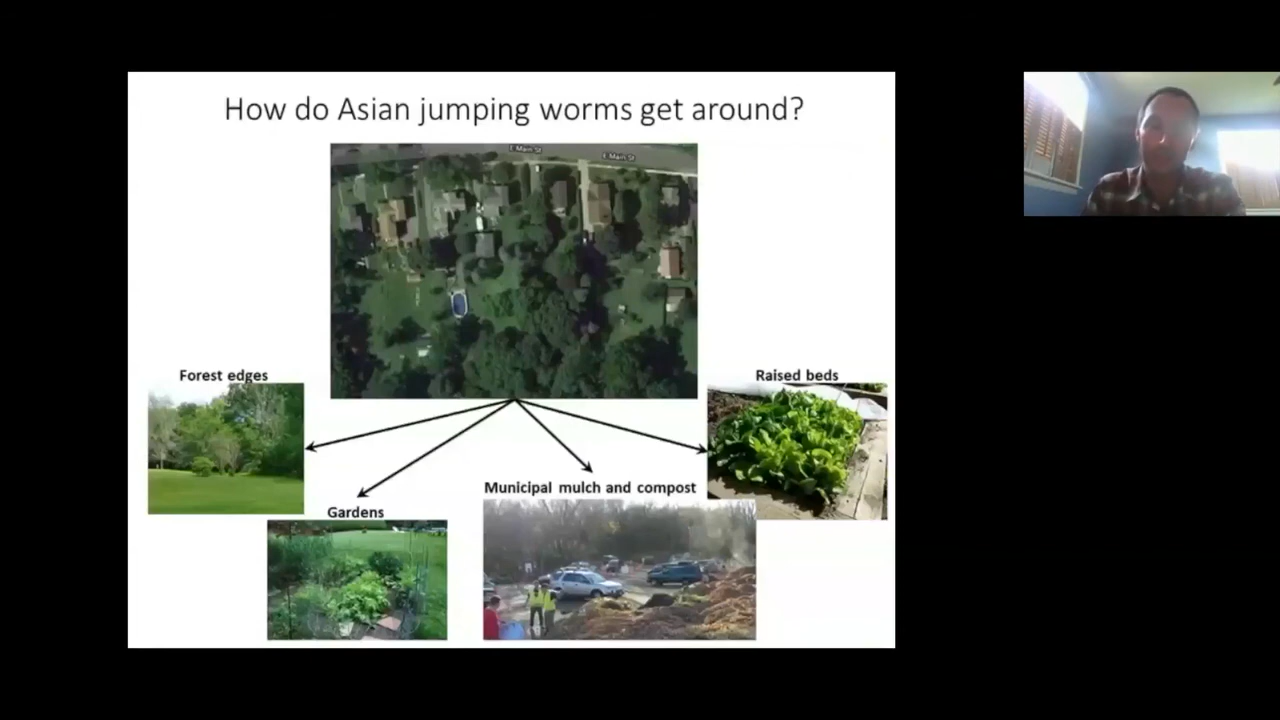 How do Asian jumping worms get around?
E Main St
E Main St
Forest edges
Raised beds
Municipal mulch and compost
Gardens